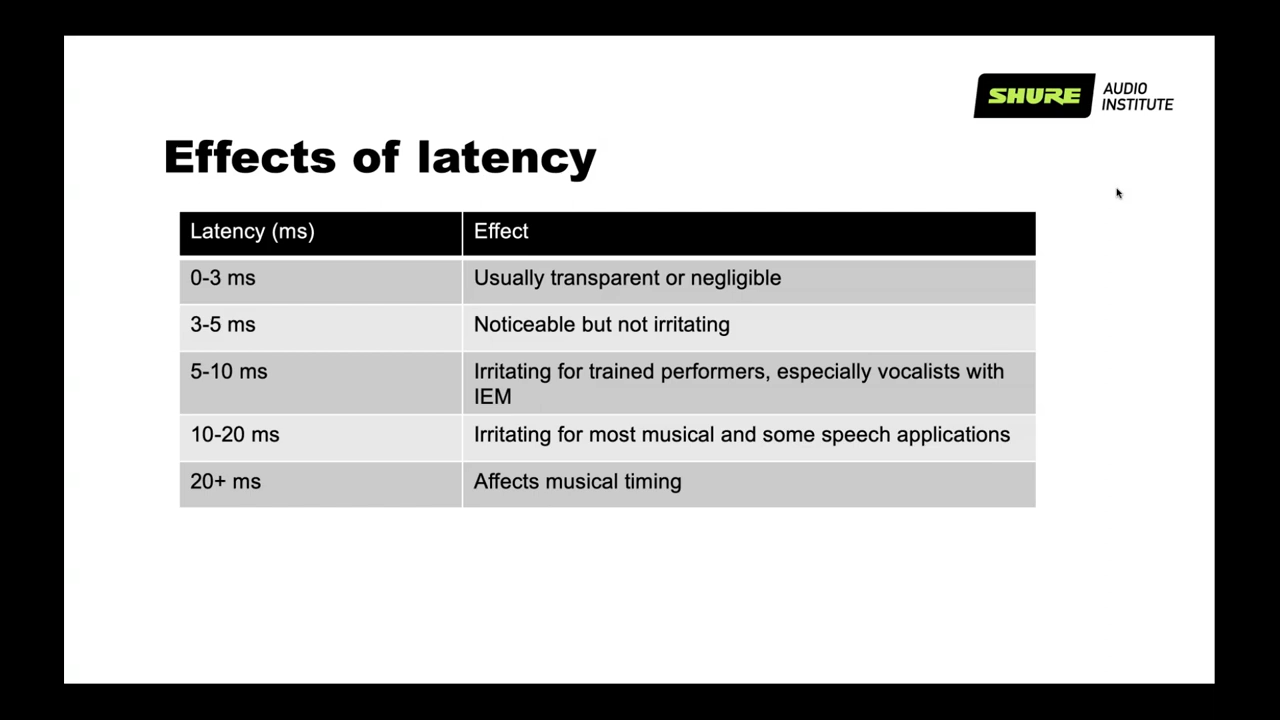 SHURE AUDIO
INSTITUTE
Effects of latency
Latency (ms) Effect
0-3 ms Usually transparent or negligible
3-5 ms Noticeable but not irritating
5-10 ms Irritating for trained performers, especially vocalists with
IEM
10-20 ms Irritating for most musical and some speech applications
20+ ms Affects musical timing